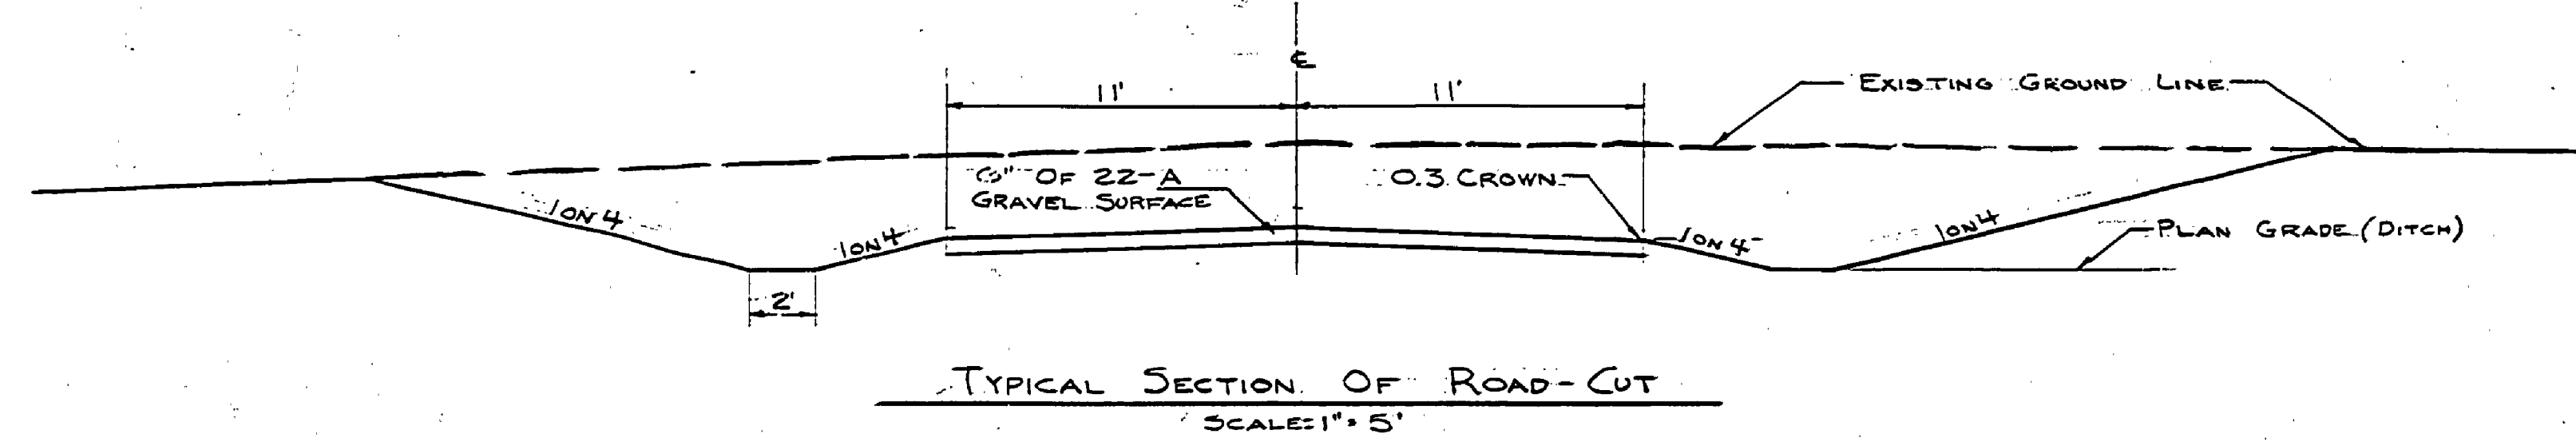 ℄
11'
11'
EXISTING GROUND LINE
6" OF 22-A
GRAVEL SURFACE
0.3 CROWN
1 ON 4
1 ON 4
1 ON 4
1 ON 4
PLAN GRADE (DITCH)
2'
TYPICAL SECTION OF ROAD-CUT
SCALE: 1" = 5'